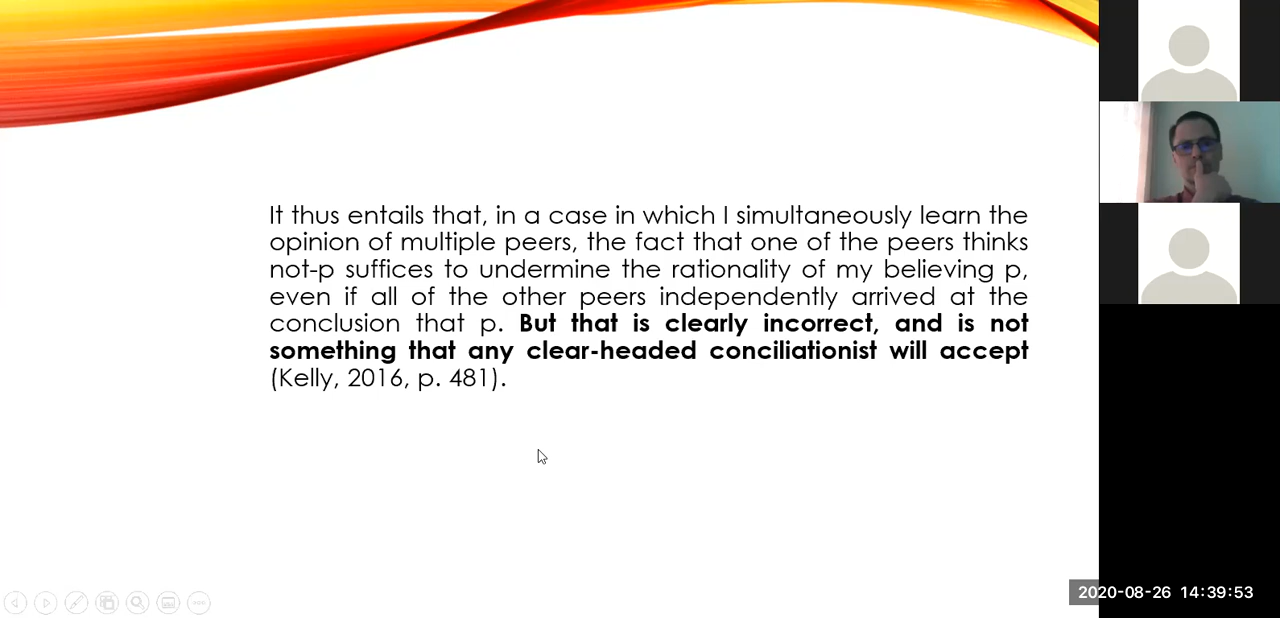 It thus entails that, in a case in which I simultaneously learn the
opinion of multiple peers, the fact that one of the peers thinks
not-p suffices to undermine the rationality of my believing p,
even if all of the other peers independently arrived at the
conclusion that p. But that is clearly incorrect, and is not
something that any clear-headed conciliationist will accept
(Kelly, 2016, p. 481).
2020-08-26 14:39:53